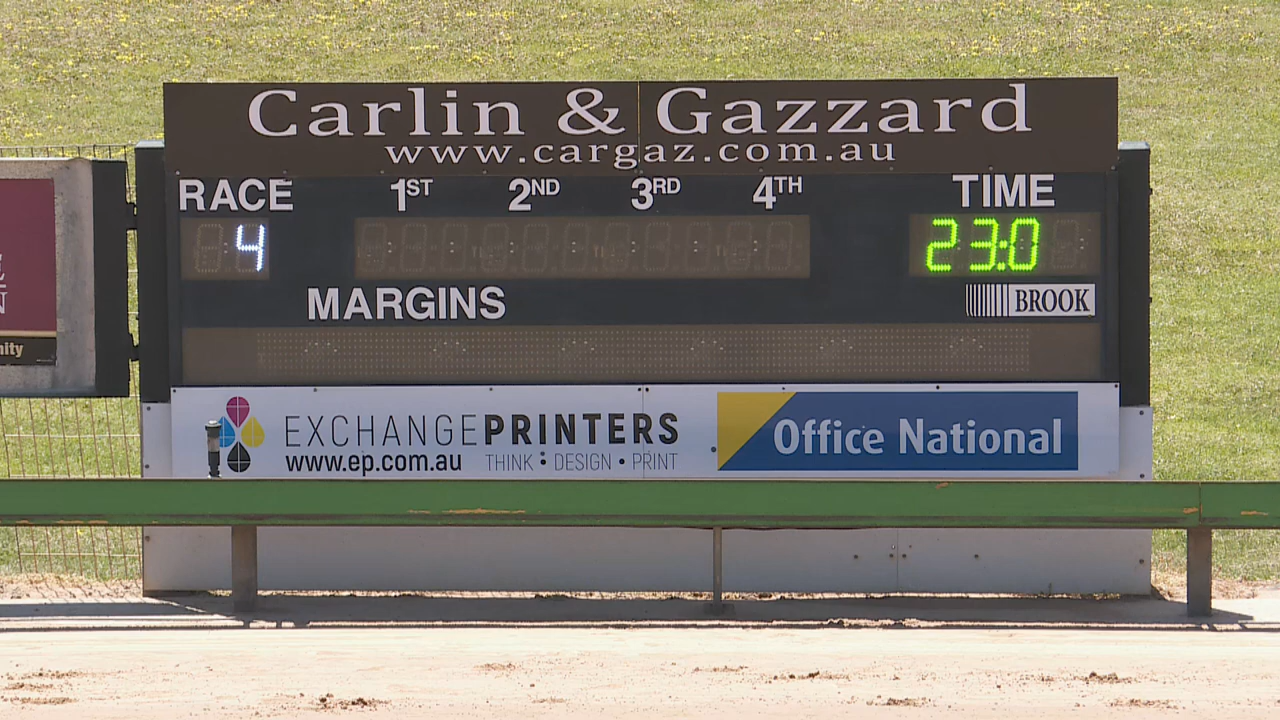 Carlin & Gazzard
www.cargaz.com.au
RACE 1ST 2ND 3RD 4TH TIME
4 23:0
MARGINS BROOK
EXCHANGEPRINTERS
www.ep.com.au THINK • DESIGN • PRINT
Office National
nity